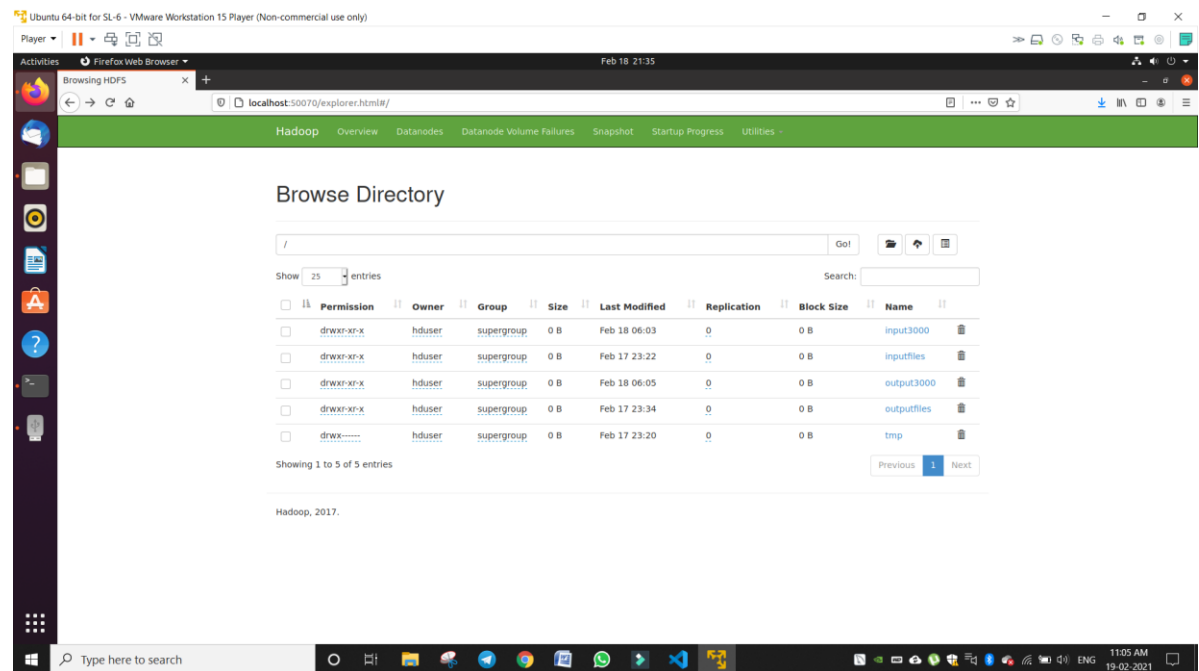 Ubuntu 64-bit for SL-6 - VMware Workstation 15 Player (Non-commercial use only)
Player
Activities Firefox Web Browser Feb 18 21:35
Browsing HDFS
localhost:50070/explorer.html#/
Hadoop Overview Datanodes Datanode Volume Failures Snapshot Startup Progress Utilities
Browse Directory
/ Go!
Show 25 entries Search:
Permission Owner Group Size Last Modified Replication Block Size Name
drwxr-xr-x hduser supergroup 0 B Feb 18 06:03 0 0 B input3000
drwxr-xr-x hduser supergroup 0 B Feb 17 23:22 0 0 B inputfiles
drwxr-xr-x hduser supergroup 0 B Feb 18 06:05 0 0 B output3000
drwxr-xr-x hduser supergroup 0 B Feb 17 23:34 0 0 B outputfiles
drwx------ hduser supergroup 0 B Feb 17 23:20 0 0 B tmp
Showing 1 to 5 of 5 entries Previous 1 Next
Hadoop, 2017.
Type here to search ENG 11:05 AM
19-02-2021